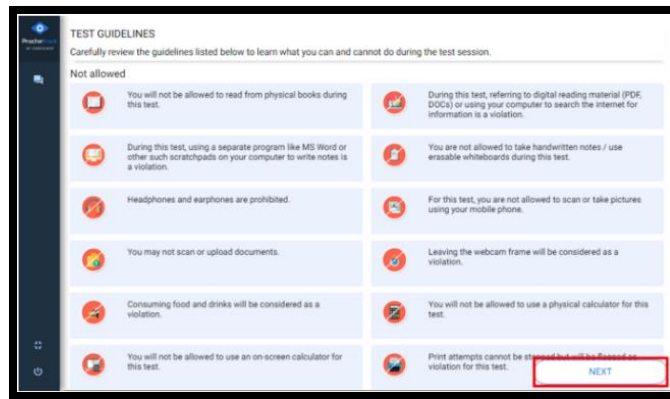 TEST GUIDELINES
Carefully review the guidelines listed below to learn what you can and cannot do during the test session.
Not allowed
You will not be allowed to read from physical books during
this test.
During this test, referring to digital reading material (PDF,
DOCs) or using your computer to search the internet for
information is a violation.
During this test, using a separate program like MS Word or
other such scratchpads on your computer to write notes is
a violation.
You are not allowed to take handwritten notes / use
erasable whiteboards during this test.
Headphones and earphones are prohibited.
For this test, you are not allowed to scan or take pictures
using your mobile phone.
You may not scan or upload documents.
Leaving the webcam frame will be considered as a
violation.
Consuming food and drinks will be considered as a
violation.
You will not be allowed to use a physical calculator for this
test.
You will not be allowed to use an on-screen calculator for
this test.
Print attempts cannot be
violation for this test.
NEXT